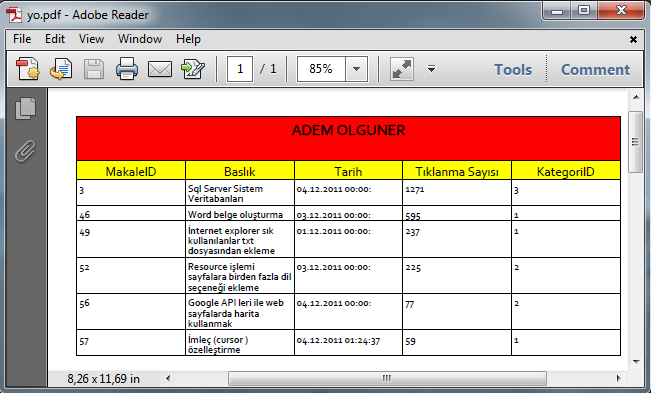 yo.pdf - Adobe Reader
File Edit View Window Help
1 / 1 85% Tools Comment
ADEM OLGUNER
MakaleID Baslık Tarih Tıklanma Sayısı KategoriID
3 Sql Server Sistem Veritabanları 04.12.2011 00:00: 1271 3
46 Word belge oluşturma 03.12.2011 00:00: 595 1
49 İnternet explorer sık kullanılanlar txt dosyasından ekleme 01.12.2011 00:00: 237 1
52 Resource işlemi sayfalara birden fazla dil seçeneği ekleme 03.12.2011 00:00: 225 2
56 Google API leri ile web sayfalarda harita kullanmak 04.12.2011 00:00: 77 2
57 İmleç (cursor ) özelleştirme 04.12.2011 01:24:37 59 1
8,26 x 11,69 in